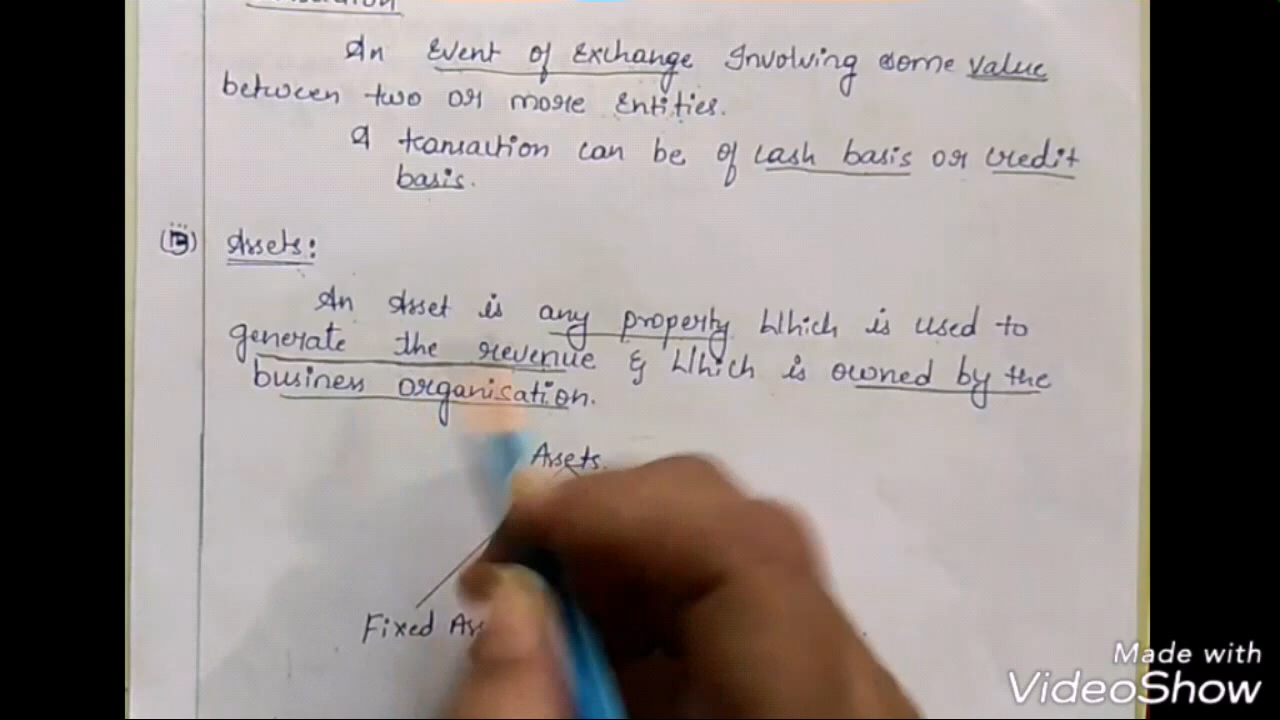 An Event of Exchange Involving some value
between two or more Entities.
A transaction can be of cash basis or credit
basis.
Assets:
An Asset is any property Which is used to
generate the revenue & Which is owned by the
business organisation.
Assets
Fixed
Made with
VideoShow